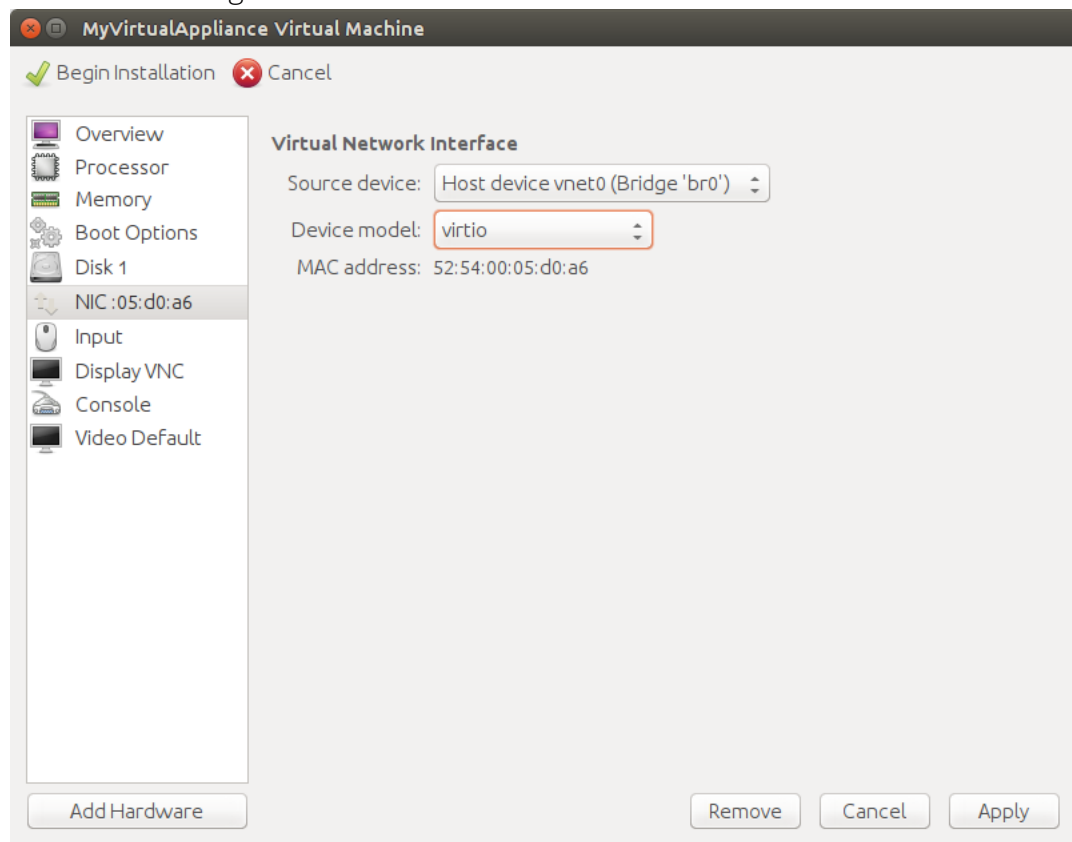 MyVirtualAppliance Virtual Machine
Begin Installation Cancel
Overview
Processor
Memory
Boot Options
Disk 1
NIC :05:d0:a6
Input
Display VNC
Console
Video Default
Virtual Network Interface
Source device: Host device vnet0 (Bridge 'br0')
Device model: virtio
MAC address: 52:54:00:05:d0:a6
Add Hardware Remove Cancel Apply